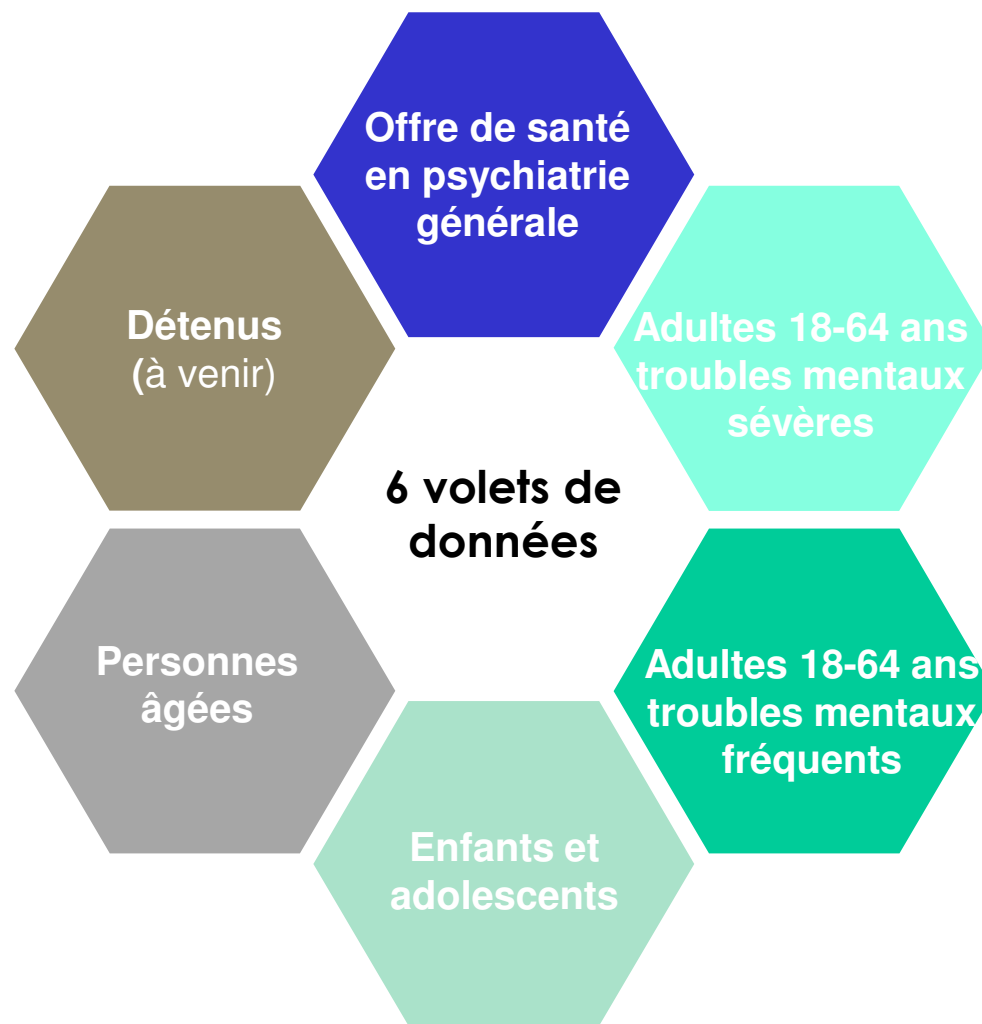 Offre de santé
en psychiatrie
générale
Adultes 18-64 ans
troubles mentaux
sévères
Adultes 18-64 ans
troubles mentaux
fréquents
Enfants et
adolescents
Personnes
âgées
Détenus
(à venir)
6 volets de
données